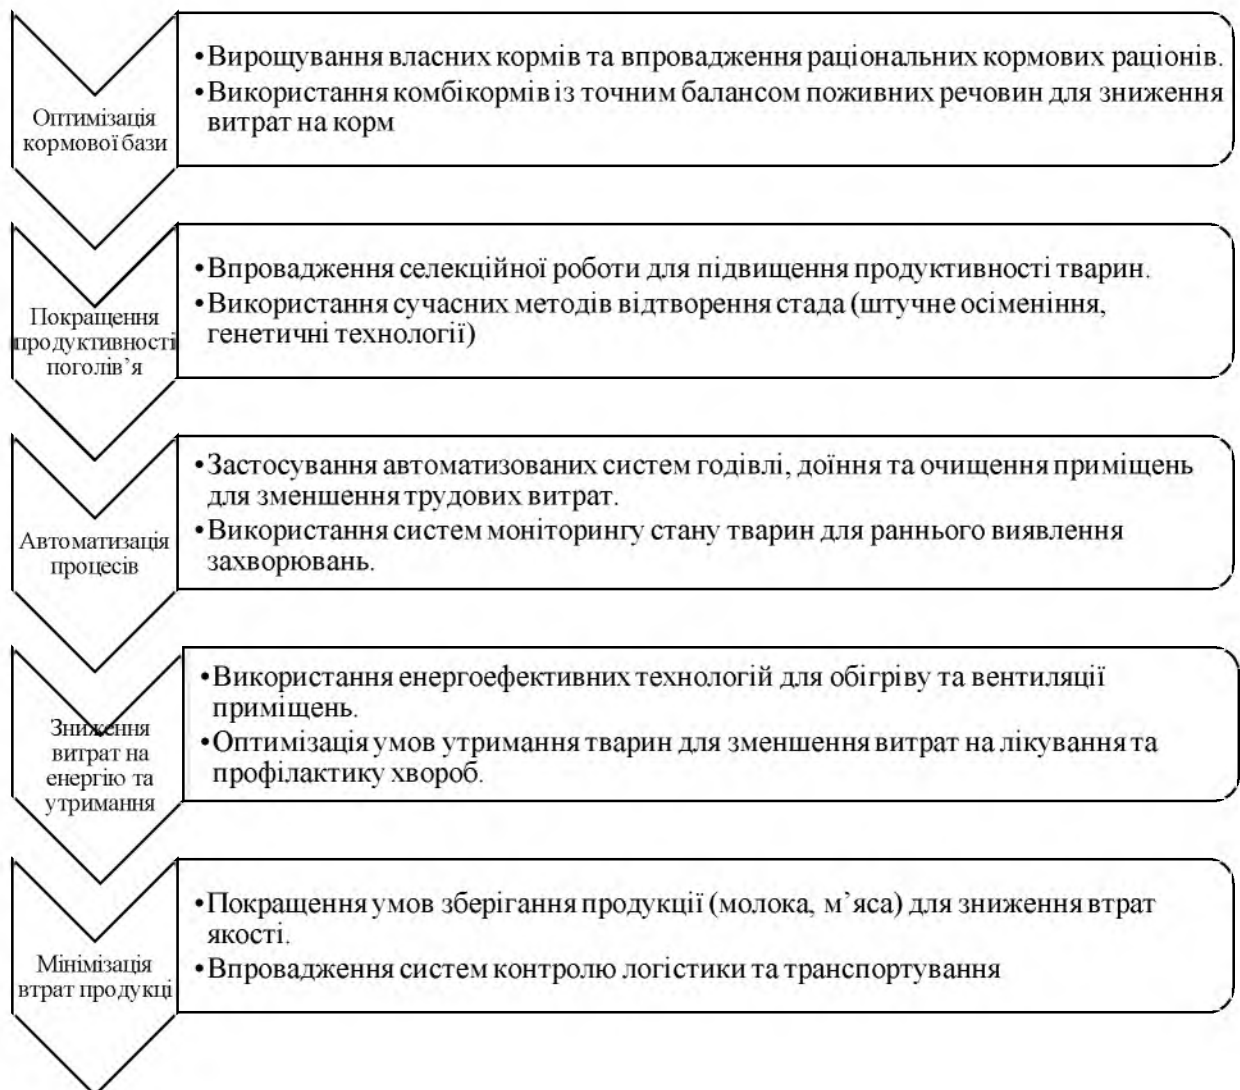 Оптимізація
кормової бази
•Вирощування власних кормів та впровадження раціональних кормових раціонів.
•Використання комбікормів із точним балансом поживних речовин для зниження
витрат на корм
Покращення
продуктивності
поголів’я
•Впровадження селекційної роботи для підвищення продуктивності тварин.
•Використання сучасних методів відтворення стада (штучне осіменіння,
генетичні технології)
Автоматизація
процесів
•Застосування автоматизованих систем годівлі, доїння та очищення приміщень
для зменшення трудових витрат.
•Використання систем моніторингу стану тварин для раннього виявлення
захворювань.
Зниження
витрат на
енергію та
утримання
•Використання енергоефективних технологій для обігріву та вентиляції
приміщень.
•Оптимізація умов утримання тварин для зменшення витрат на лікування та
профілактику хвороб.
Мінімізація
втрат продукці
•Покращення умов зберігання продукції (молока, м’яса) для зниження втрат
якості.
•Впровадження систем контролю логістики та транспортування